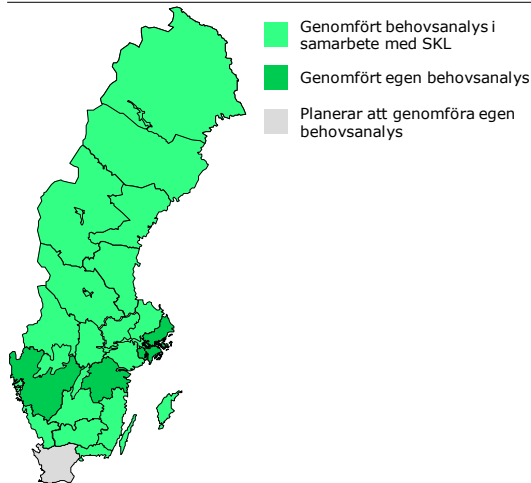 Genomfört behovsanalys i
samarbete med SKL
Genomfört egen behovsanalys
Planerar att genomföra egen
behovsanalys